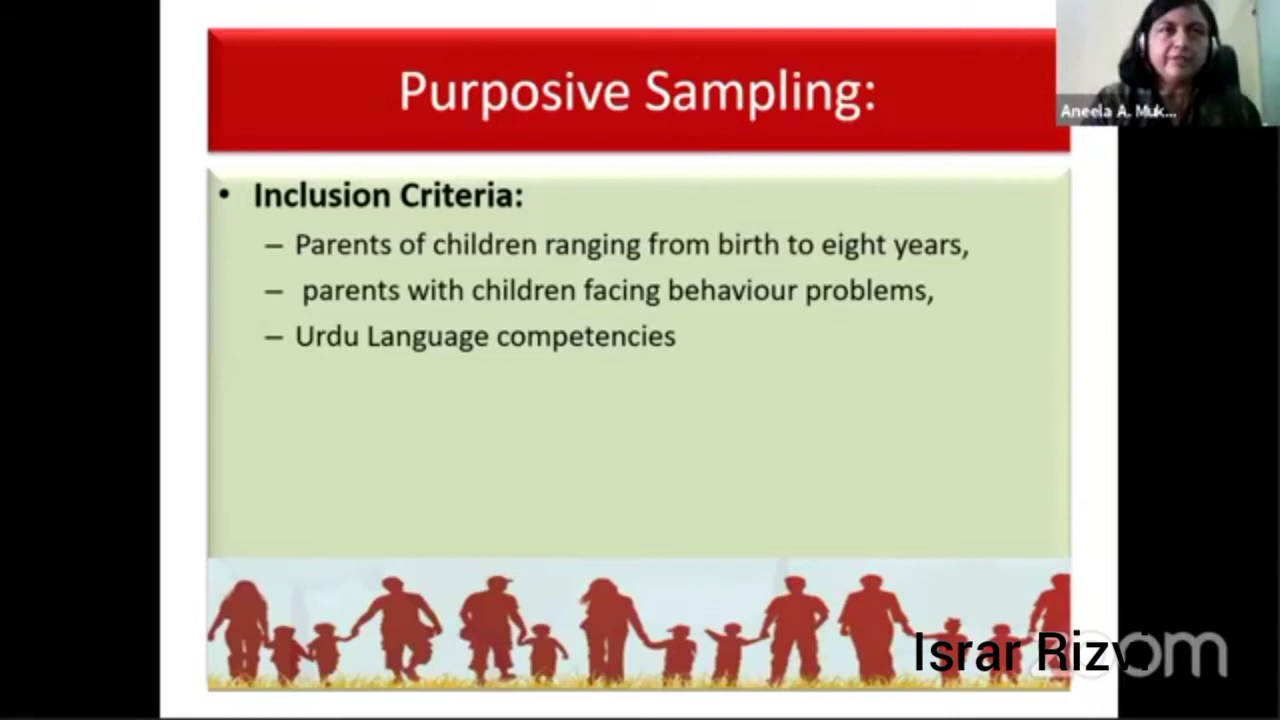 Purposive Sampling:
Aneela A. Muk...
• Inclusion Criteria:
– Parents of children ranging from birth to eight years,
– parents with children facing behaviour problems,
– Urdu Language competencies
Israr Rizvi
zoom